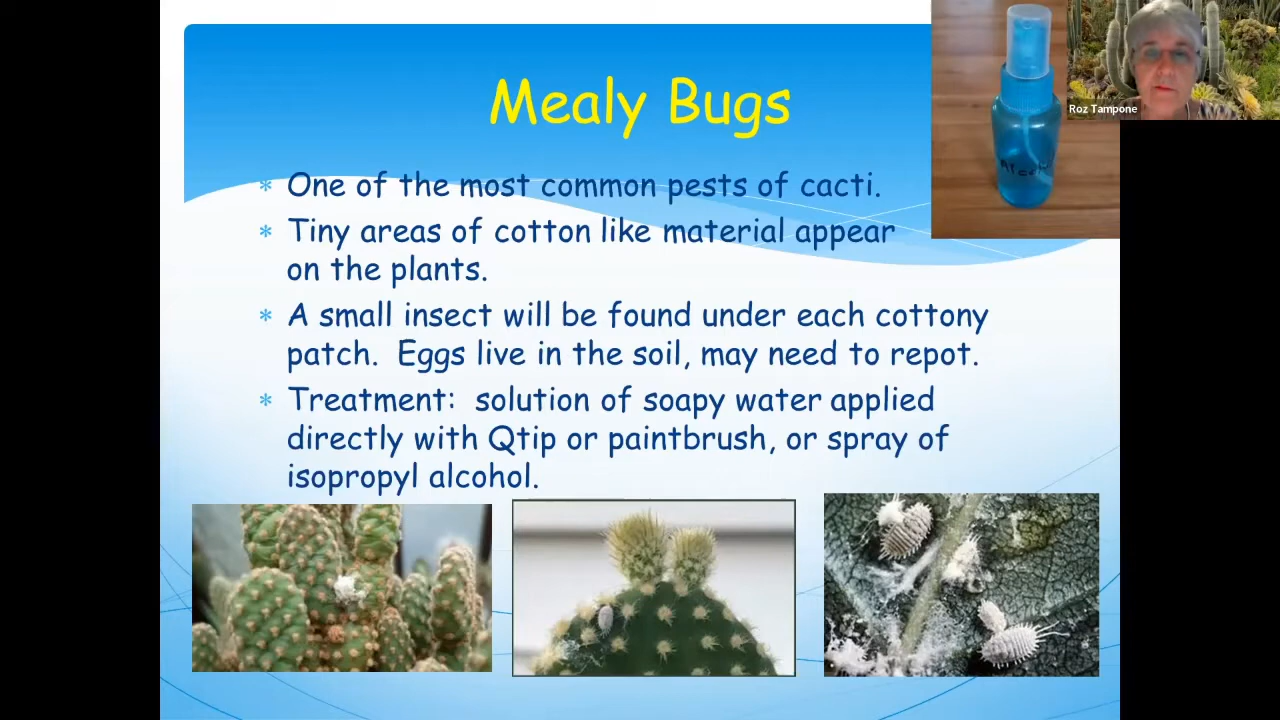 Mealy Bugs
Roz Tampone
Alcohol
* One of the most common pests of cacti.
* Tiny areas of cotton like material appear
on the plants.
* A small insect will be found under each cottony
patch. Eggs live in the soil, may need to repot.
* Treatment: solution of soapy water applied
directly with Qtip or paintbrush, or spray of
isopropyl alcohol.